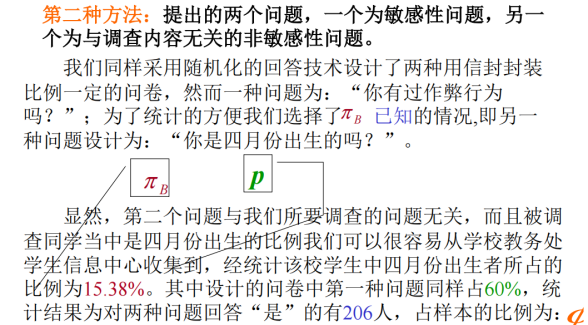 第二种方法：提出的两个问题，一个为敏感性问题，另一
个为与调查内容无关的非敏感性问题。
我们同样采用随机化的回答技术设计了两种用信封封装
比例一定的问卷，然而一种问题为：“你有过作弊行为
吗？”；为了统计的方便我们选择了π_B 已知的情况,即另一
种问题设计为：“你是四月份出生的吗？”。
π_B p
显然，第二个问题与我们所要调查的问题无关，而且被调
查同学当中是四月份出生的比例我们可以很容易从学校教务处
学生信息中心收集到，经统计该校学生中四月份出生者所占的
比例为15.38%。其中设计的问卷中第一种问题同样占60%，统
计结果为对两种问题回答“是”的有206人，占样本的比例为：